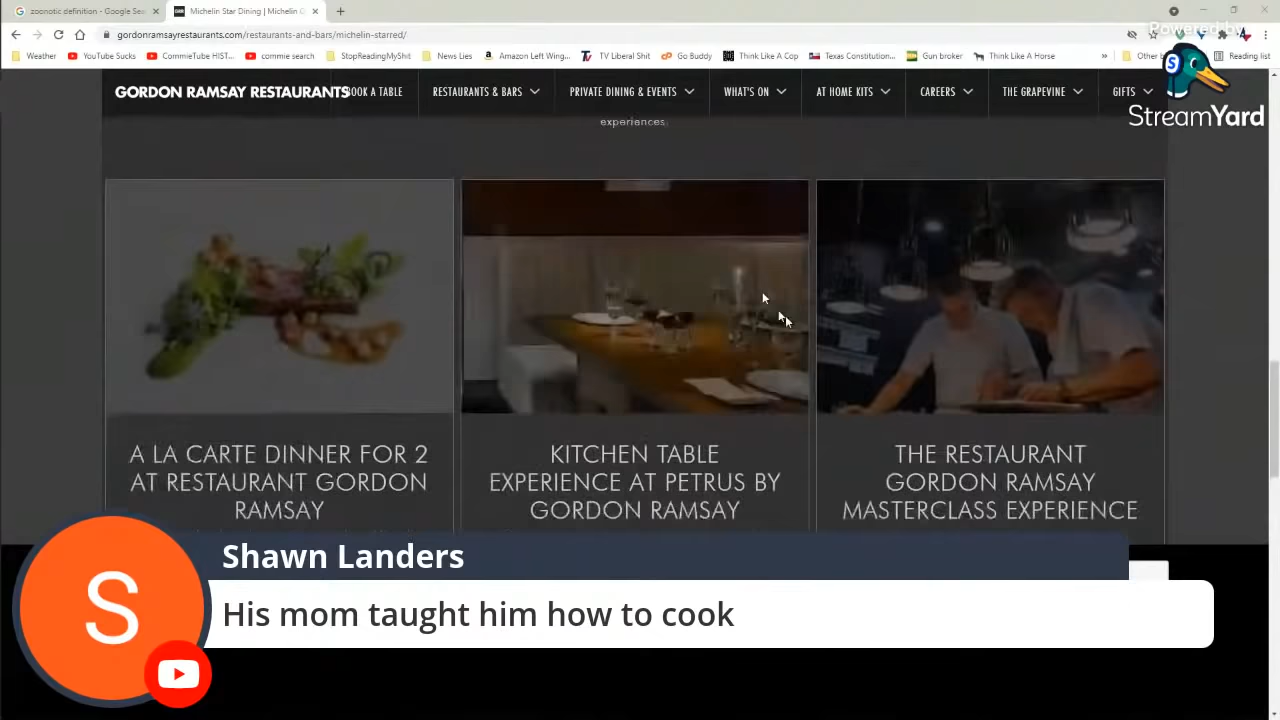 zoonotic definition - Google Sea
Michelin Star Dining | Michelin G
gordonramsayrestaurants.com/restaurants-and-bars/michelin-starred/
Powered by
Weather
YouTube Sucks
CommieTube HIST
commie search
StopReadingMyShit
News Lies
Amazon Left Wing...
TV Liberal Shit
Go Buddy
Think Like A Cop
Texas Constitution...
Gun broker
Think Like A Horse
Other b
Reading list
GORDON RAMSAY RESTAURANTS
BOOK A TABLE
RESTAURANTS & BARS
PRIVATE DINING & EVENTS
WHAT'S ON
AT HOME KITS
CAREERS
THE GRAPEVINE
GIFTS
S
StreamYard
experiences.
A LA CARTE DINNER FOR 2
AT RESTAURANT GORDON
RAMSAY
KITCHEN TABLE
EXPERIENCE AT PETRUS BY
GORDON RAMSAY
THE RESTAURANT
GORDON RAMSAY
MASTERCLASS EXPERIENCE
S
Shawn Landers
His mom taught him how to cook